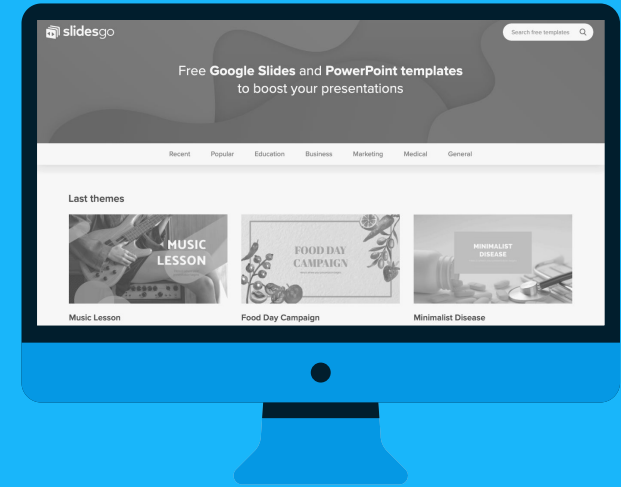 slidesgo
Search free templates
Free Google Slides and PowerPoint templates
to boost your presentations
Recent Popular Education Business Marketing Medical General
Last themes
MUSIC
LESSON
FOOD DAY
CAMPAIGN
MINIMALIST
DISEASE
Music Lesson
Food Day Campaign
Minimalist Disease